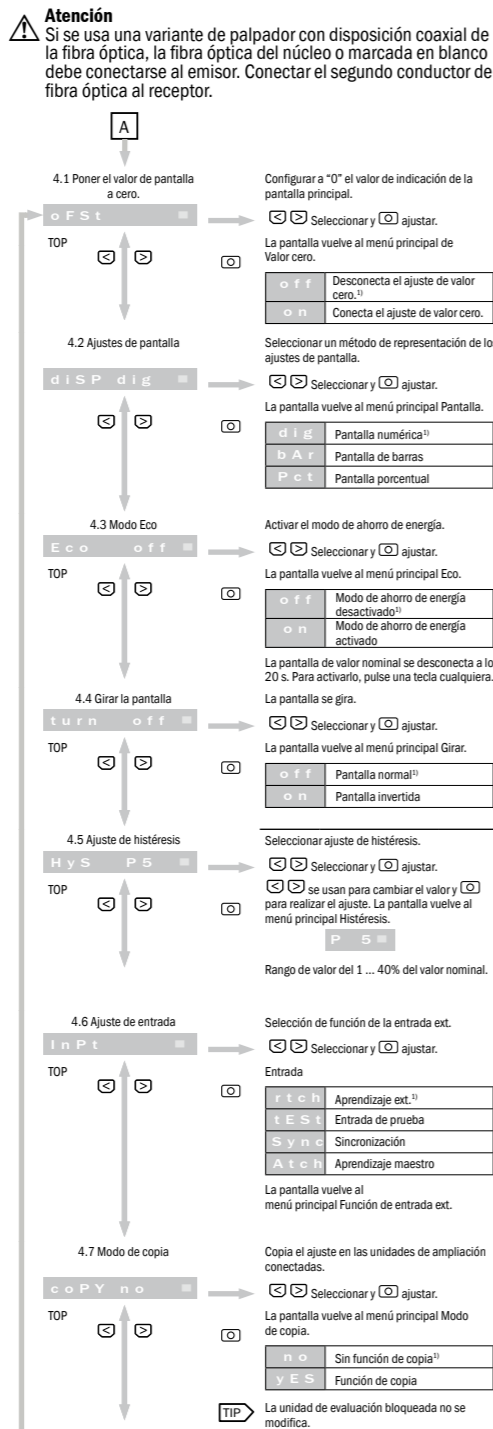 Atención
Si se usa una variante de palpador con disposición coaxial de
la fibra óptica, la fibra óptica del núcleo o marcada en blanco
debe conectarse al emisor. Conectar el segundo conductor de
fibra óptica al receptor.
A
4.1 Poner el valor de pantalla
a cero.
oFSt
TOP
Configurar a “0” el valor de indicación de la
pantalla principal.
< > Seleccionar y O ajustar.
La pantalla vuelve al menú principal de
Valor cero.
off Desconecta el ajuste de valor
cero.1)
on Conecta el ajuste de valor cero.
4.2 Ajustes de pantalla
diSP dig
Seleccionar un método de representación de lo
ajustes de pantalla.
< > Seleccionar y O ajustar.
La pantalla vuelve al menú principal Pantalla.
dig Pantalla numérica1)
bAr Pantalla de barras
Pct Pantalla porcentual
4.3 Modo Eco
Eco off
TOP
Activar el modo de ahorro de energía.
< > Seleccionar y O ajustar.
La pantalla vuelve al menú principal Eco.
off Modo de ahorro de energía
desactivado1)
on Modo de ahorro de energía
activado
La pantalla de valor nominal se desconecta a lo
20 s. Para activarlo, pulse una tecla cualquiera.
4.4 Girar la pantalla
turn off
TOP
La pantalla se gira.
< > Seleccionar y O ajustar.
La pantalla vuelve al menú principal Girar.
off Pantalla normal1)
on Pantalla invertida
4.5 Ajuste de histéresis
HyS P5
TOP
Seleccionar ajuste de histéresis.
< > Seleccionar y O ajustar.
< > se usan para cambiar el valor y O
para realizar el ajuste. La pantalla vuelve al
menú principal Histéresis.
P 5
Rango de valor del 1 ... 40% del valor nominal.
4.6 Ajuste de entrada
InPt
TOP
Selección de función de la entrada ext.
< > Seleccionar y O ajustar.
Entrada
rtch Aprendizaje ext.1)
tESt Entrada de prueba
Sync Sincronización
Atch Aprendizaje maestro
La pantalla vuelve al
menú principal Función de entrada ext.
4.7 Modo de copia
coPY no
TOP
Copia el ajuste en las unidades de ampliación
conectadas.
< > Seleccionar y O ajustar.
La pantalla vuelve al menú principal Modo
de copia.
no Sin función de copia1)
yES Función de copia
TIP La unidad de evaluación bloqueada no se
modifica.